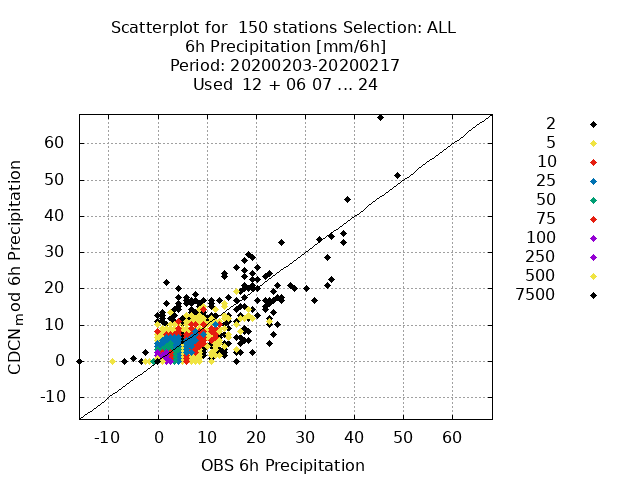 Scatterplot for  150 stations Selection: ALL
6h Precipitation [mm/6h]
Period: 20200203-20200217
Used  12 + 06 07 ... 24
CDCNmod 6h Precipitation
60
50
40
30
20
10
0
-10
-10 0 10 20 30 40 50 60
OBS 6h Precipitation
2
5
10
25
50
75
100
250
500
7500